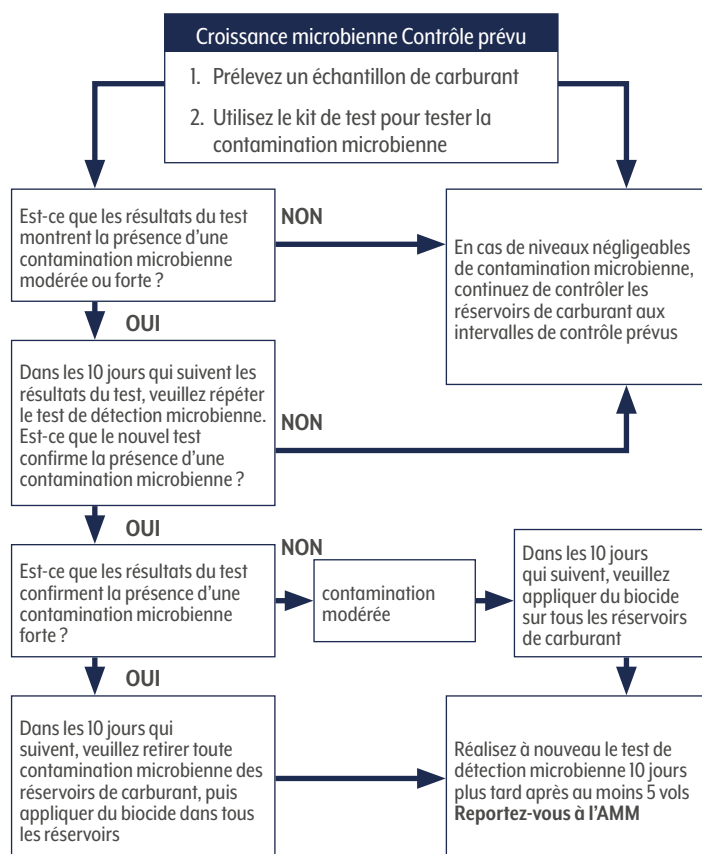 Croissance microbienne Contrôle prévu
1. Prélevez un échantillon de carburant
2. Utilisez le kit de test pour tester la
contamination microbienne
Est-ce que les résultats du test
montrent la présence d'une
contamination microbienne
modérée ou forte ?
NON
En cas de niveaux négligeables
de contamination microbienne,
continuez de contrôler les
réservoirs de carburant aux
intervalles de contrôle prévus
OUI
Dans les 10 jours qui suivent les
résultats du test, veuillez répéter
le test de détection microbienne.
Est-ce que le nouvel test
confirme la présence d'une
contamination microbienne ?
NON
OUI
Est-ce que les résultats du test
confirment la présence d'une
contamination microbienne
forte ?
NON
contamination
modérée
Dans les 10 jours
qui suivent, veuillez
appliquer du biocide
sur tous les réservoirs
de carburant
OUI
Dans les 10 jours qui
suivent, veuillez retirer toute
contamination microbienne des
réservoirs de carburant, puis
appliquer du biocide dans tous
les réservoirs
Réalisez à nouveau le test de
détection microbienne 10 jours
plus tard après au moins 5 vols
Reportez-vous à l'AMM